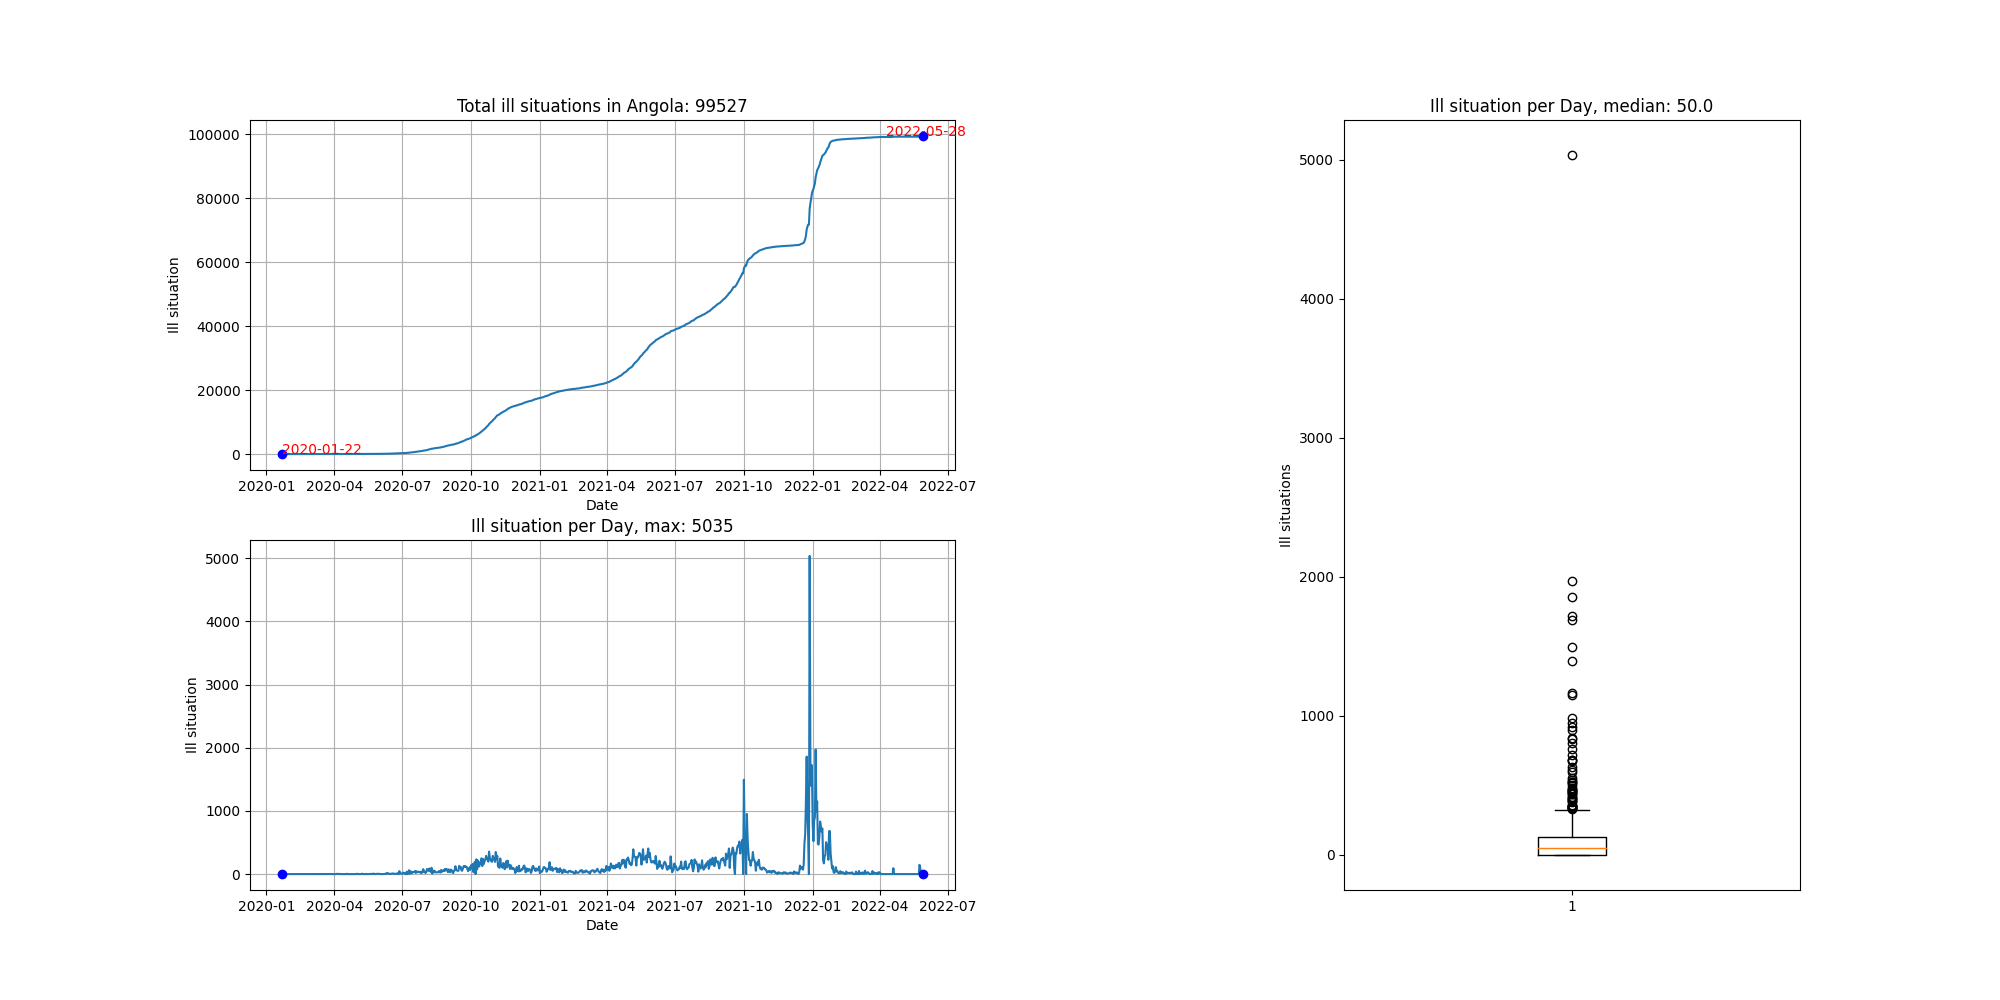 Total ill situations in Angola: 99527
Ill situation
100000
80000
60000
40000
20000
0
2022-05-28
2020-01-22
2020-01 2020-04 2020-07 2020-10 2021-01 2021-04 2021-07 2021-10 2022-01 2022-04 2022-07
Date
Ill situation per Day, max: 5035
Ill situation
5000
4000
3000
2000
1000
0
2020-01 2020-04 2020-07 2020-10 2021-01 2021-04 2021-07 2021-10 2022-01 2022-04 2022-07
Date
Ill situation per Day, median: 50.0
Ill situations
5000
4000
3000
2000
1000
0
1